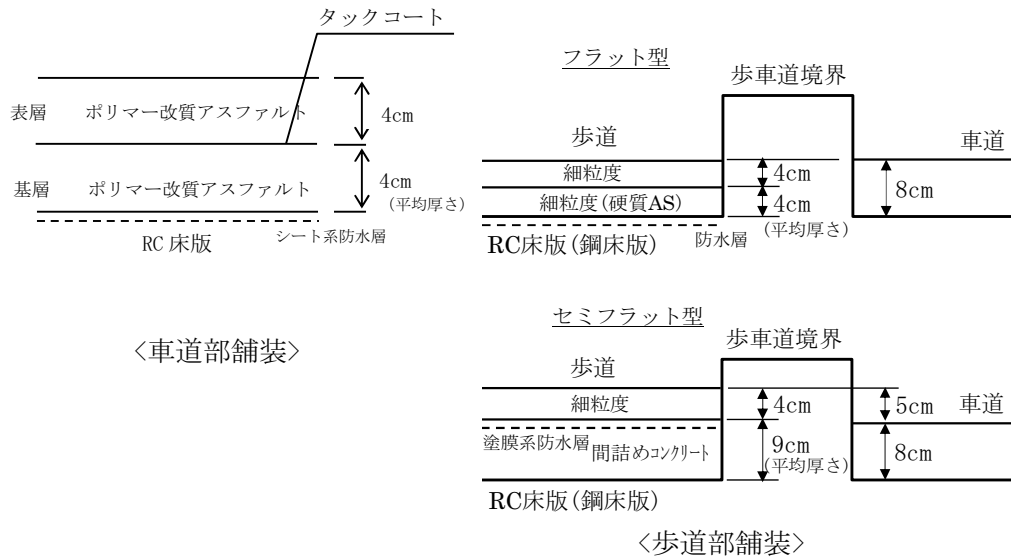 タックコート
表層 ポリマー改質アスファルト 4cm
基層 ポリマー改質アスファルト 4cm
(平均厚さ)
RC 床版 シート系防水層
<車道部舗装>
フラット型
歩車道境界
歩道 車道
細粒度 4cm 8cm
細粒度(硬質AS) 4cm
防水層 (平均厚さ)
RC床版(鋼床版)
セミフラット型
歩車道境界
歩道
細粒度 4cm 5cm 車道
塗膜系防水層 間詰めコンクリート 9cm 8cm
(平均厚さ)
RC床版(鋼床版)
<歩道部舗装>